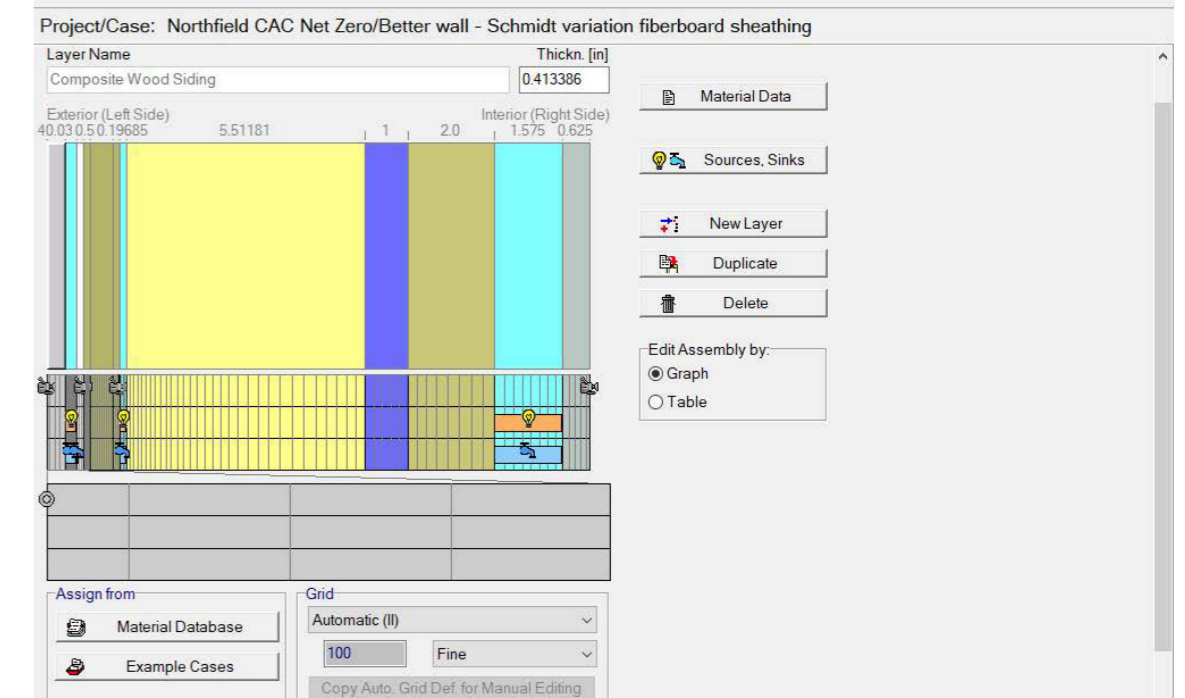 Project/Case: Northfield CAC Net Zero/Better wall - Schmidt variation fiberboard sheathing
Layer Name Thickn. [in]
Composite Wood Siding 0.413386
Exterior (Left Side) Interior (Right Side)
40.03 0.5 0.19685 5.51181 1 2.0 1.575 0.625
Material Data
Sources, Sinks
New Layer
Duplicate
Delete
Edit Assembly by:
Graph
Table
Assign from
Material Database
Example Cases
Grid
Automatic (II)
100 Fine
Copy Auto. Grid Def. for Manual Editing